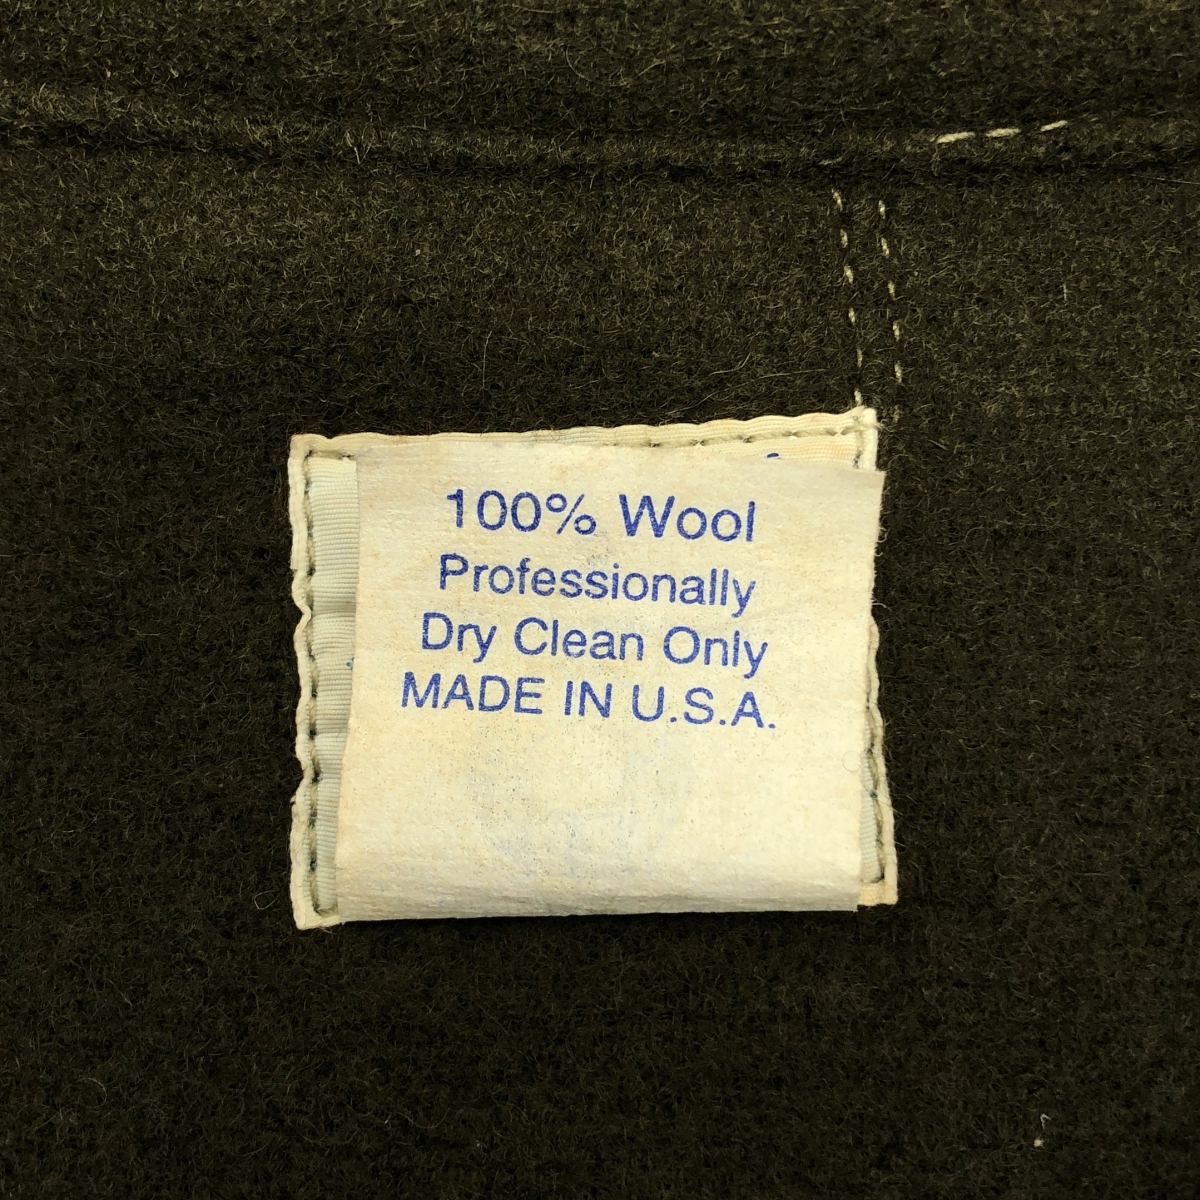 100% Wool
Professionally
Dry Clean Only
MADE IN U.S.A.